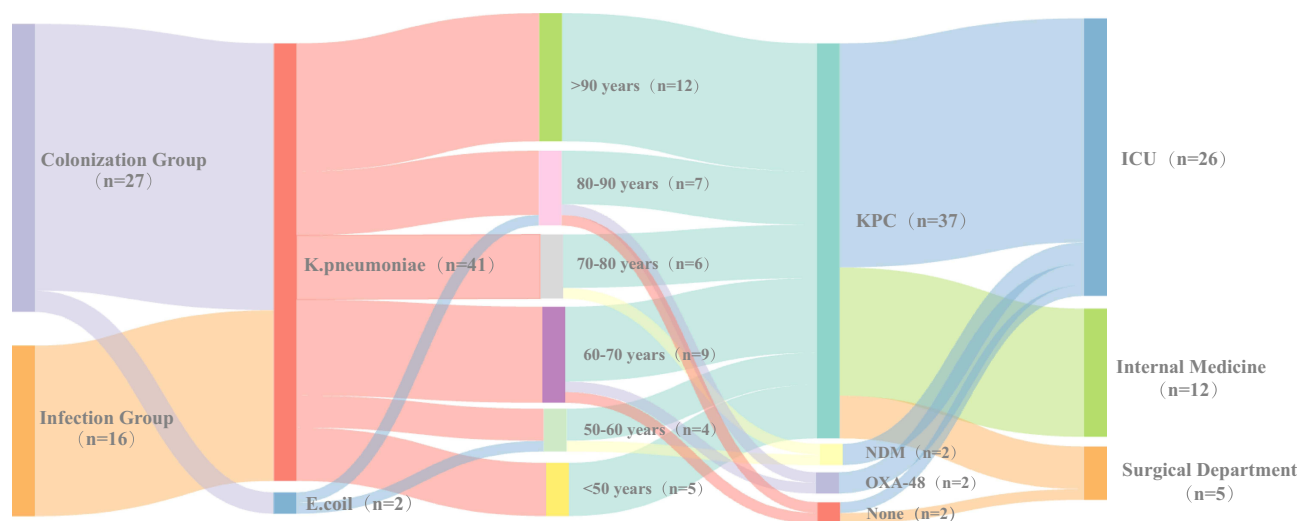 Colonization Group
（n=27）
Infection Group
（n=16）
K.pneumoniae（n=41）
E.coil（n=2）
>90 years（n=12）
80-90 years（n=7）
70-80 years（n=6）
60-70 years（n=9）
50-60 years（n=4）
<50 years（n=5）
KPC（n=37）
NDM（n=2）
OXA-48（n=2）
None（n=2）
ICU（n=26）
Internal Medicine
（n=12）
Surgical Department
（n=5）